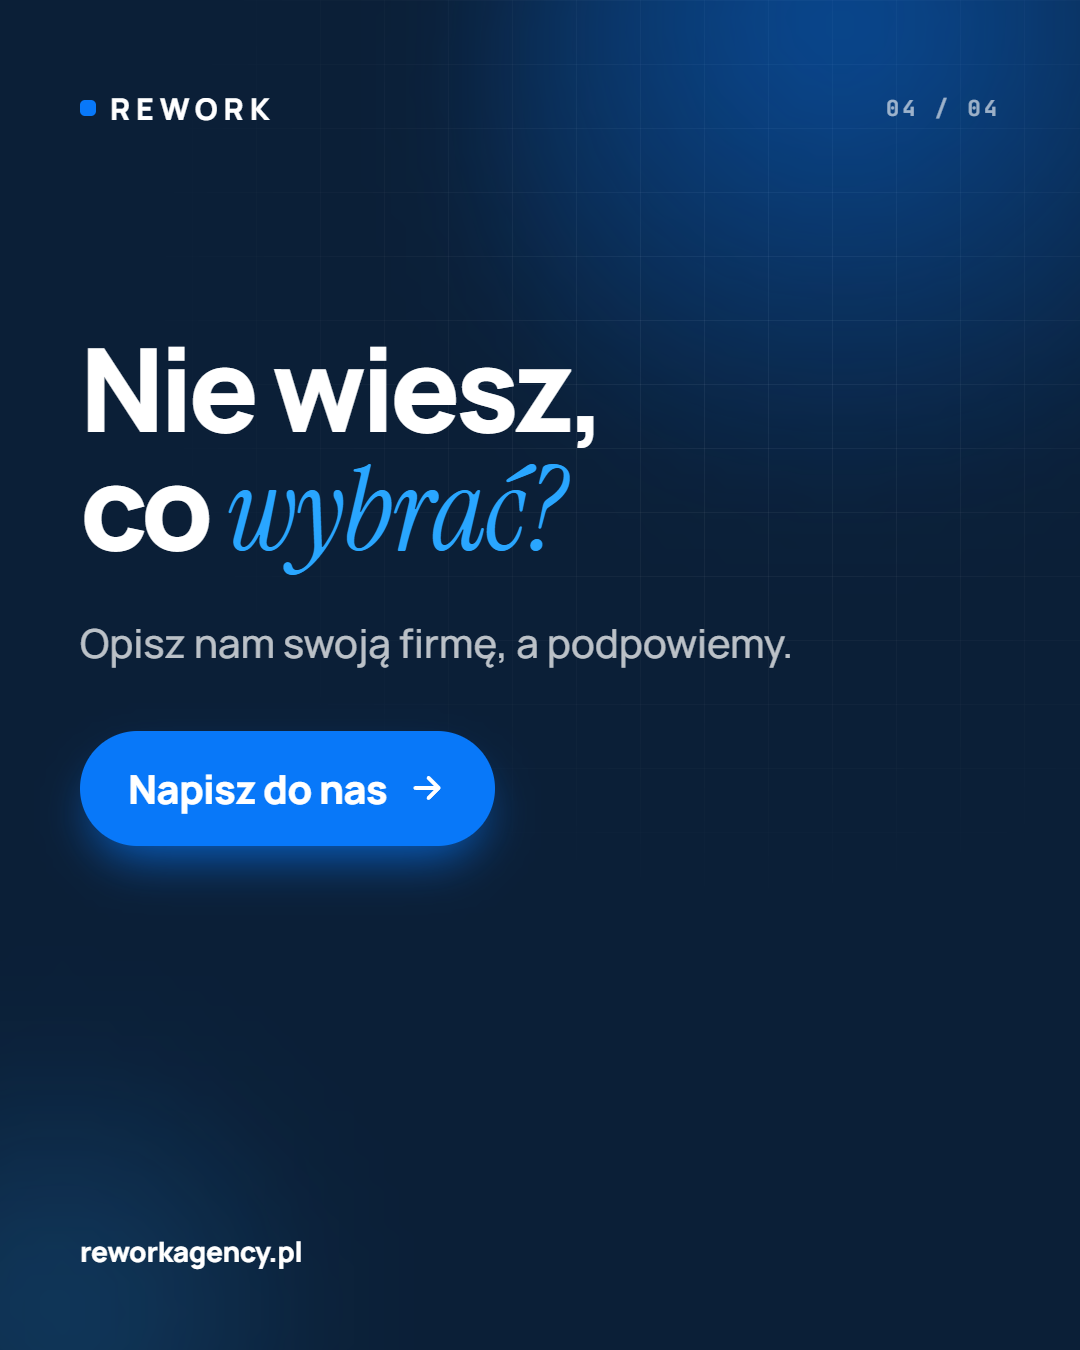 REWORK
04 / 04
Nie wiesz,
co wybrać?
Opisz nam swoją firmę, a podpowiemy.
Napisz do nas →
reworkagency.pl